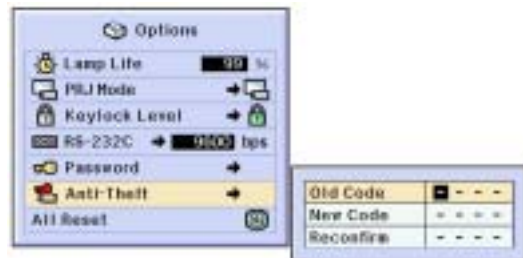 Options
Lamp Life 99 %
PRJ Mode
Keylock Level
RS-232C 9600 bps
Password
Anti-Theft
All Reset
Old Code - - - -
New Code - - - -
Reconfirm - - - -